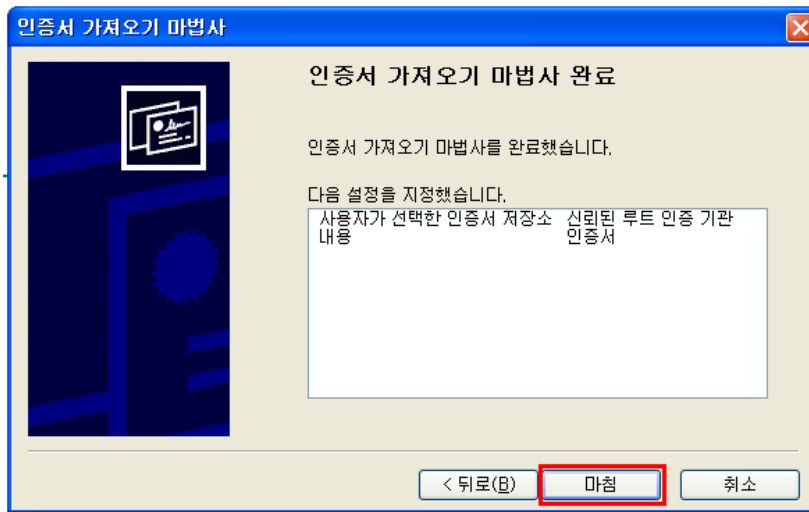 인증서 가져오기 마법사
인증서 가져오기 마법사 완료
인증서 가져오기 마법사를 완료했습니다.
다음 설정을 지정했습니다.
사용자가 선택한 인증서 저장소 신뢰된 루트 인증 기관
내용 인증서
< 뒤로(B) 마침 취소